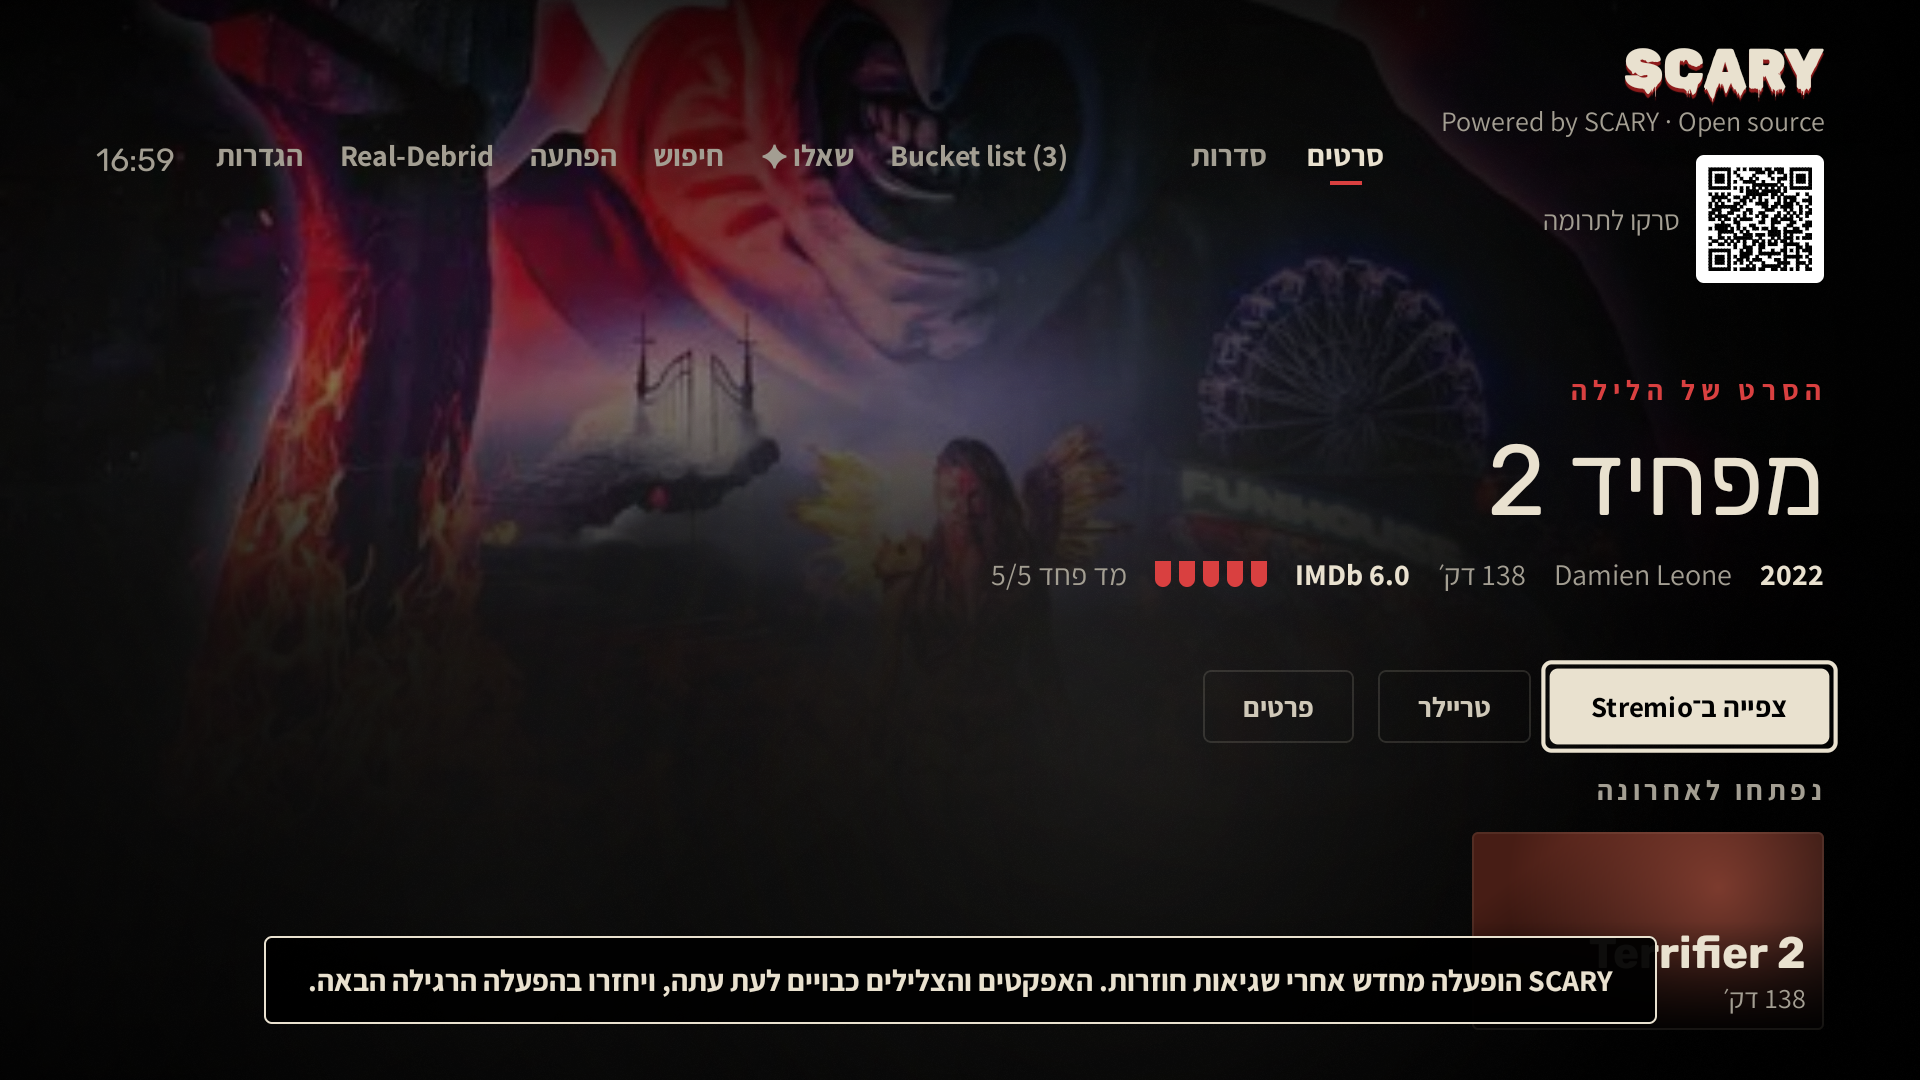 SCARY
Powered by SCARY · Open source
סרטים סדרות Bucket list (3) שאלו ✦ חיפוש הפתעה Real-Debrid הגדרות 16:59
סרקו לתרומה
הסרט של הלילה
מפחיד 2
2022 Damien Leone 138 דק׳ IMDb 6.0 מד פחד 5/5
צפייה ב־Stremio טריילר פרטים
נפתחו לאחרונה
Terrifier 2
138 דק׳
SCARY הופעלה מחדש אחרי שגיאות חוזרות. האפקטים והצלילים כבויים לעת עתה, ויחזרו בהפעלה הרגילה הבאה.
FUNHOUSE